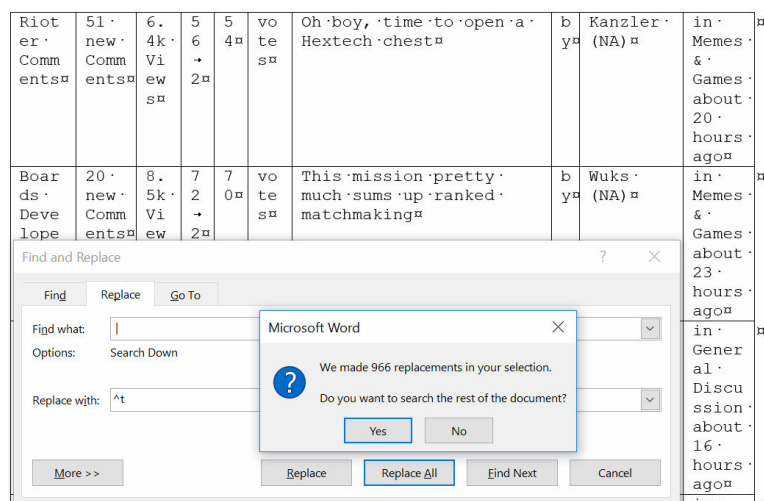 Riot er· Comm ents¤ 51· new· Comm ents¤ 6. 4k· Vi ew s¤ 5 6 → 2¤ 5 4¤ vo te s¤ Oh·boy,·time·to·open·a· Hextech·chest¤ b y¤ Kanzler· (NA)¤ in· Memes· &· Games· about· 20· hours· ago¤ ¤
Boar ds· Deve lope 20· new· Comm ents¤ 8. 5k· Vi ew 7 2 → 2¤ 7 0¤ vo te s¤ This·mission·pretty· much·sums·up·ranked· matchmaking¤ b y¤ Wuks· (NA)¤ in· Memes· &· Games· about· 23· hours· ago¤ ¤
in· Gener al· Discu ssion· about· 16· hours· ago¤ ¤
Find and Replace ?
Find Replace Go To
Find what: |
Options: Search Down
Replace with: ^t
More >> Replace Replace All Find Next Cancel
Microsoft Word
We made 966 replacements in your selection.
Do you want to search the rest of the document?
Yes No